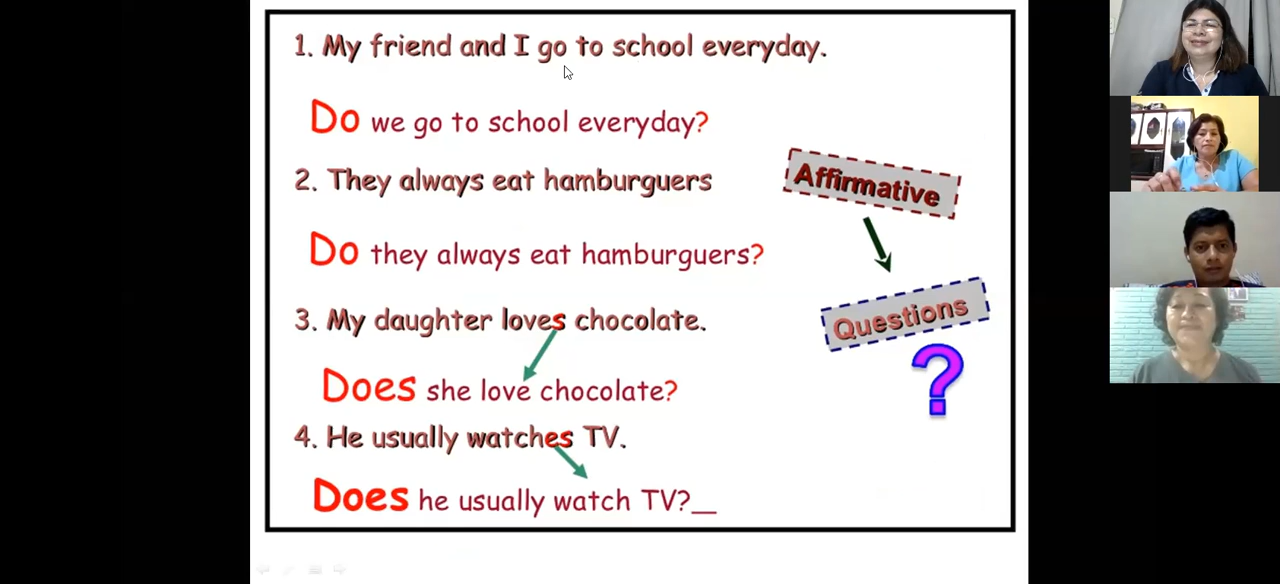 1. My friend and I go to school everyday.
Do we go to school everyday?
2. They always eat hamburguers
Do they always eat hamburguers?
3. My daughter loves chocolate.
Does she love chocolate?
4. He usually watches TV.
Does he usually watch TV?__
Affirmative
Questions
?